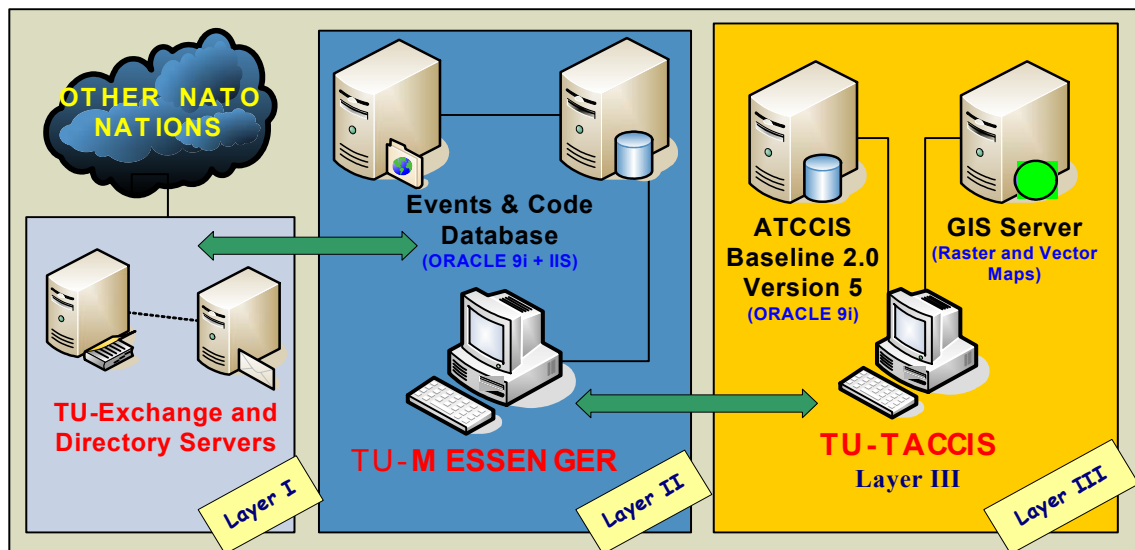 OTHER NATO
NATIONS
TU-Exchange and
Directory Servers
Layer I
Events & Code
Database
(ORACLE 9i + IIS)
TU-MESSENGER
Layer II
ATCCIS
Baseline 2.0
Version 5
(ORACLE 9i)
GIS Server
(Raster and Vector
Maps)
TU-TACCIS
Layer III
Layer III